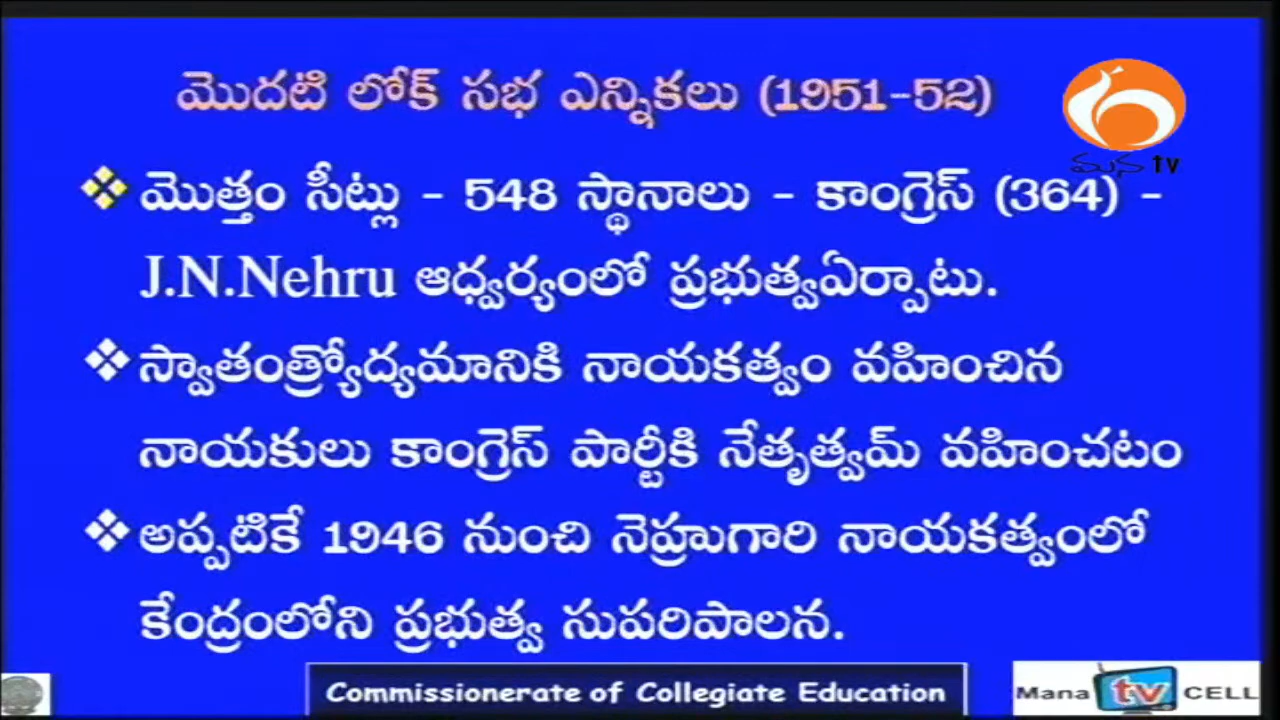 మొదటి లోక్ సభ ఎన్నికలు (1951-52)
మన tv
❖ మొత్తం సీట్లు - 548 స్థానాలు - కాంగ్రెస్ (364) -
J.N.Nehru ఆధ్వర్యంలో ప్రభుత్వఏర్పాటు.
❖ స్వాతంత్ర్యోద్యమానికి నాయకత్వం వహించిన
నాయకులు కాంగ్రెస్ పార్టీకి నేతృత్వమ్ వహించటం
❖ అప్పటికే 1946 నుంచి నెహ్రుగారి నాయకత్వంలో
కేంద్రంలోని ప్రభుత్వ సుపరిపాలన.
Commissionerate of Collegiate Education
Mana tv CELL